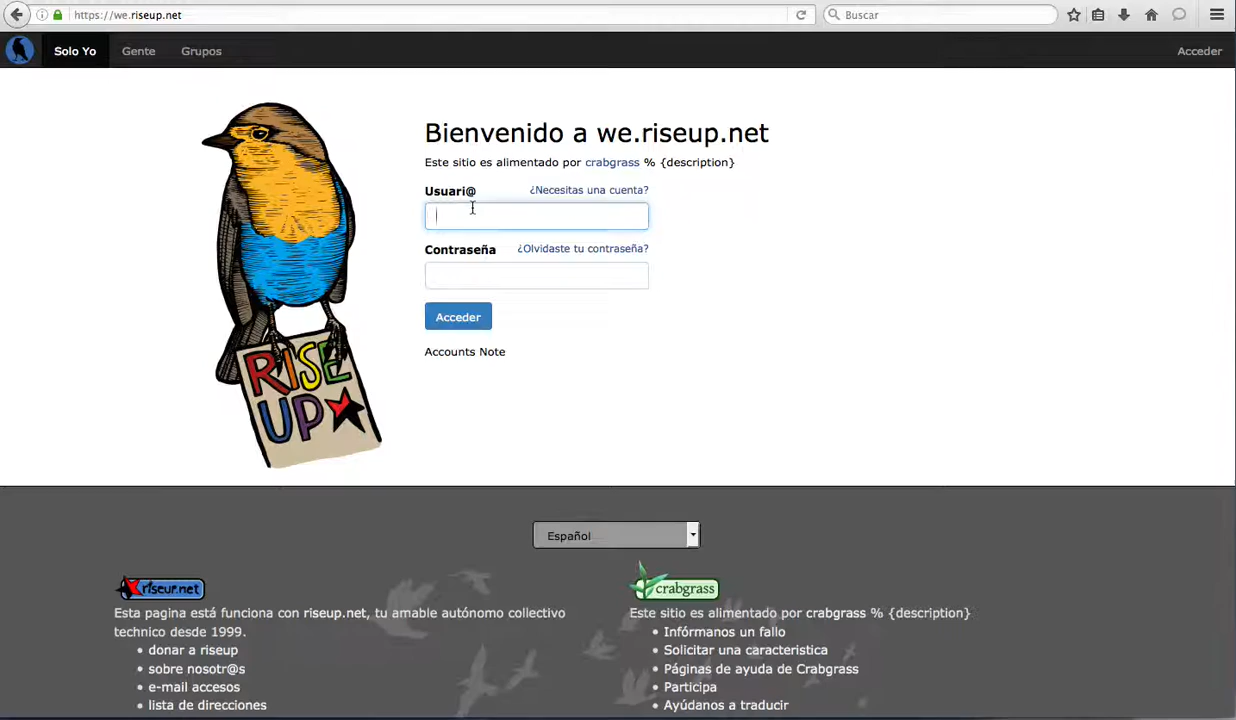 https://we.riseup.net
Buscar
Solo Yo
Gente
Grupos
Acceder
Bienvenido a we.riseup.net
Este sitio es alimentado por crabgrass % {description}
Usuari@
¿Necesitas una cuenta?
Contraseña
¿Olvidaste tu contraseña?
Acceder
Accounts Note
RISE
UP
Español
riseup.net
Esta pagina está funciona con riseup.net, tu amable autónomo colectivo
technico desde 1999.
donar a riseup
sobre nosotr@s
e-mail accesos
lista de direcciones
crabgrass
Este sitio es alimentado por crabgrass % {description}
Infórmanos un fallo
Solicitar una caracteristica
Páginas de ayuda de Crabgrass
Participa
Ayúdanos a traducir